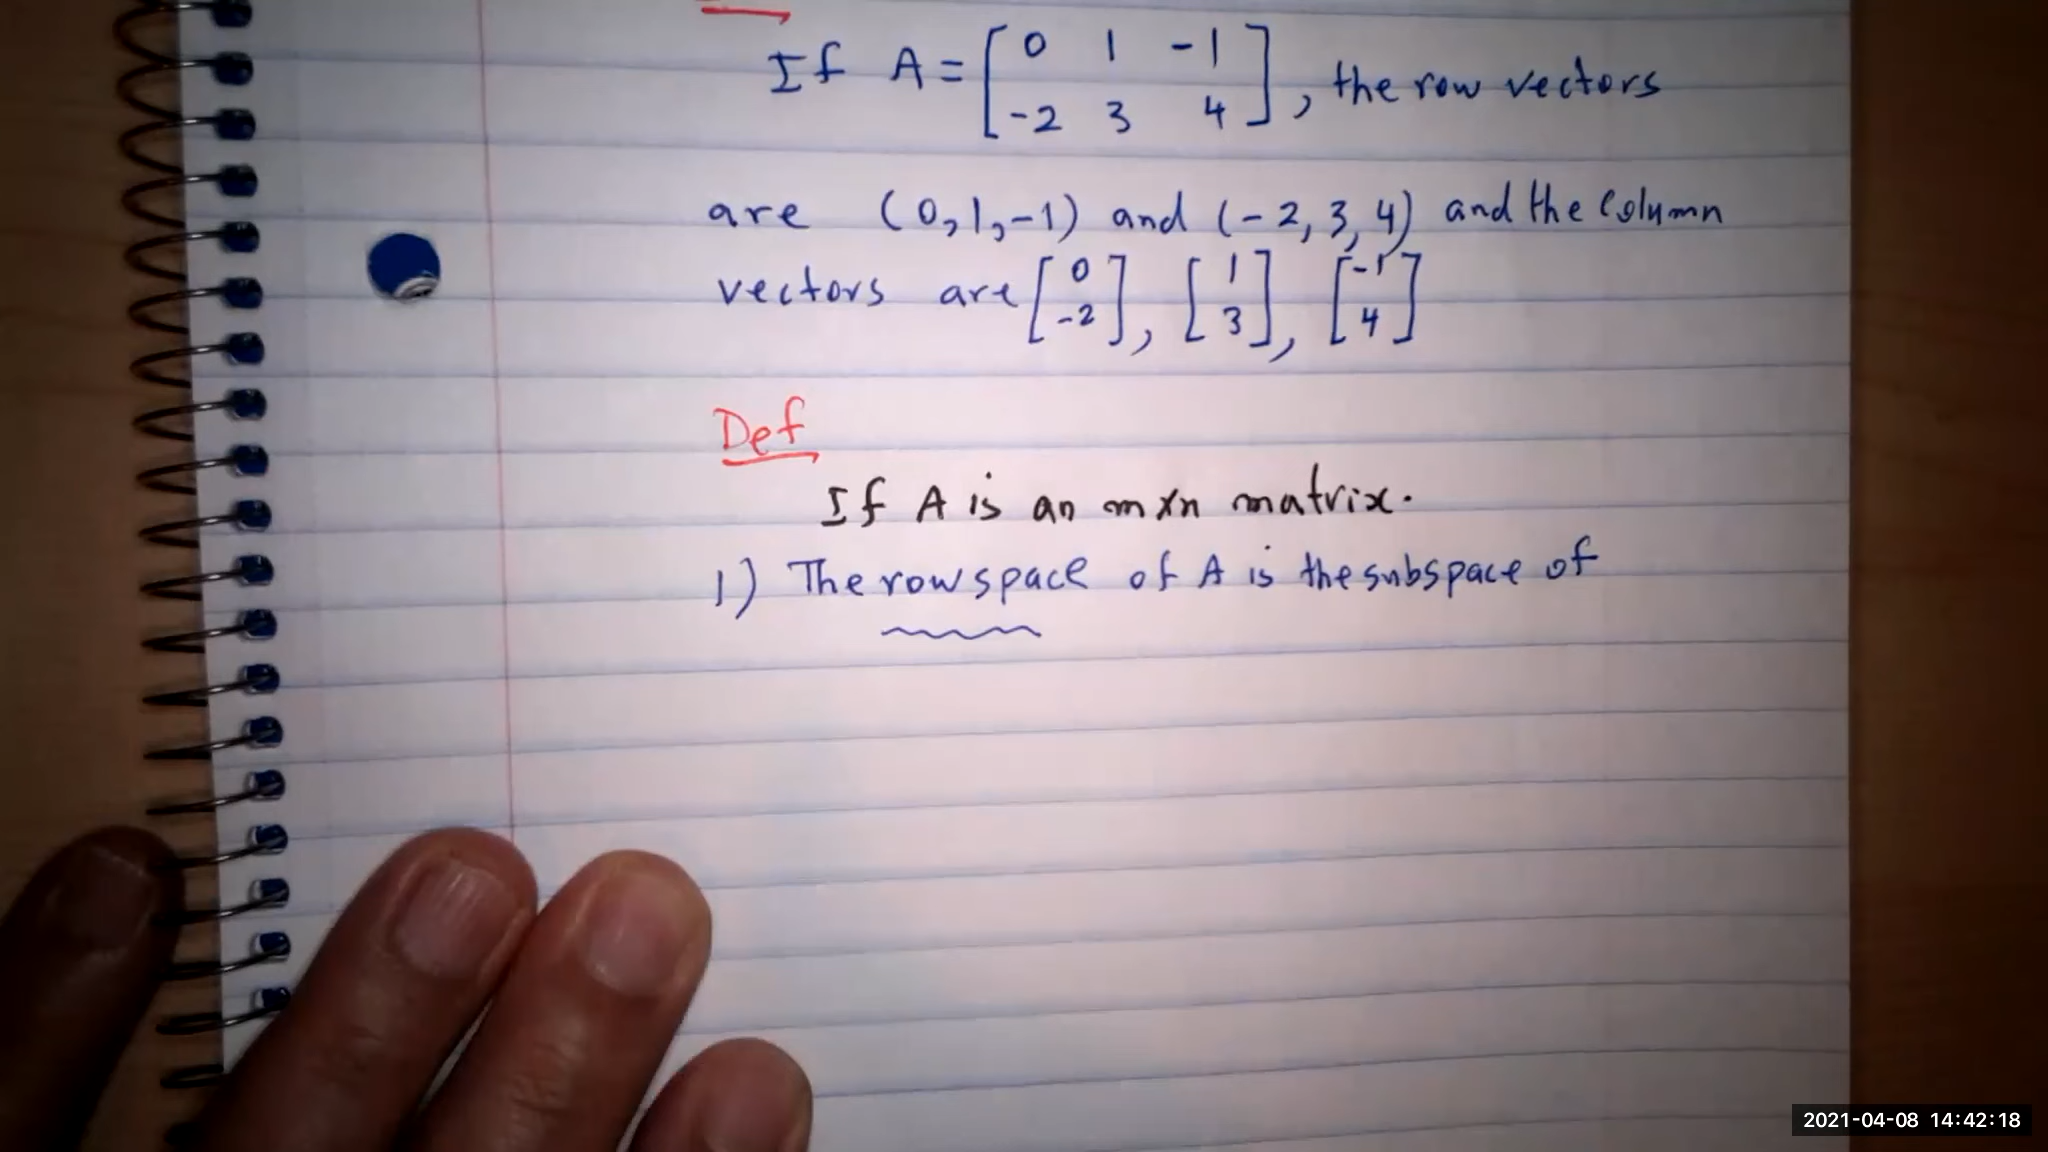 If A = [ 0 1 -1 ; -2 3 4 ], the row vectors
are (0,1,-1) and (-2,3,4) and the column
vectors are [ 0 ; -2 ], [ 1 ; 3 ], [ -1 ; 4 ]
Def
If A is an m×n matrix.
1) The row space of A is the subspace of
2021-04-08 14:42:18